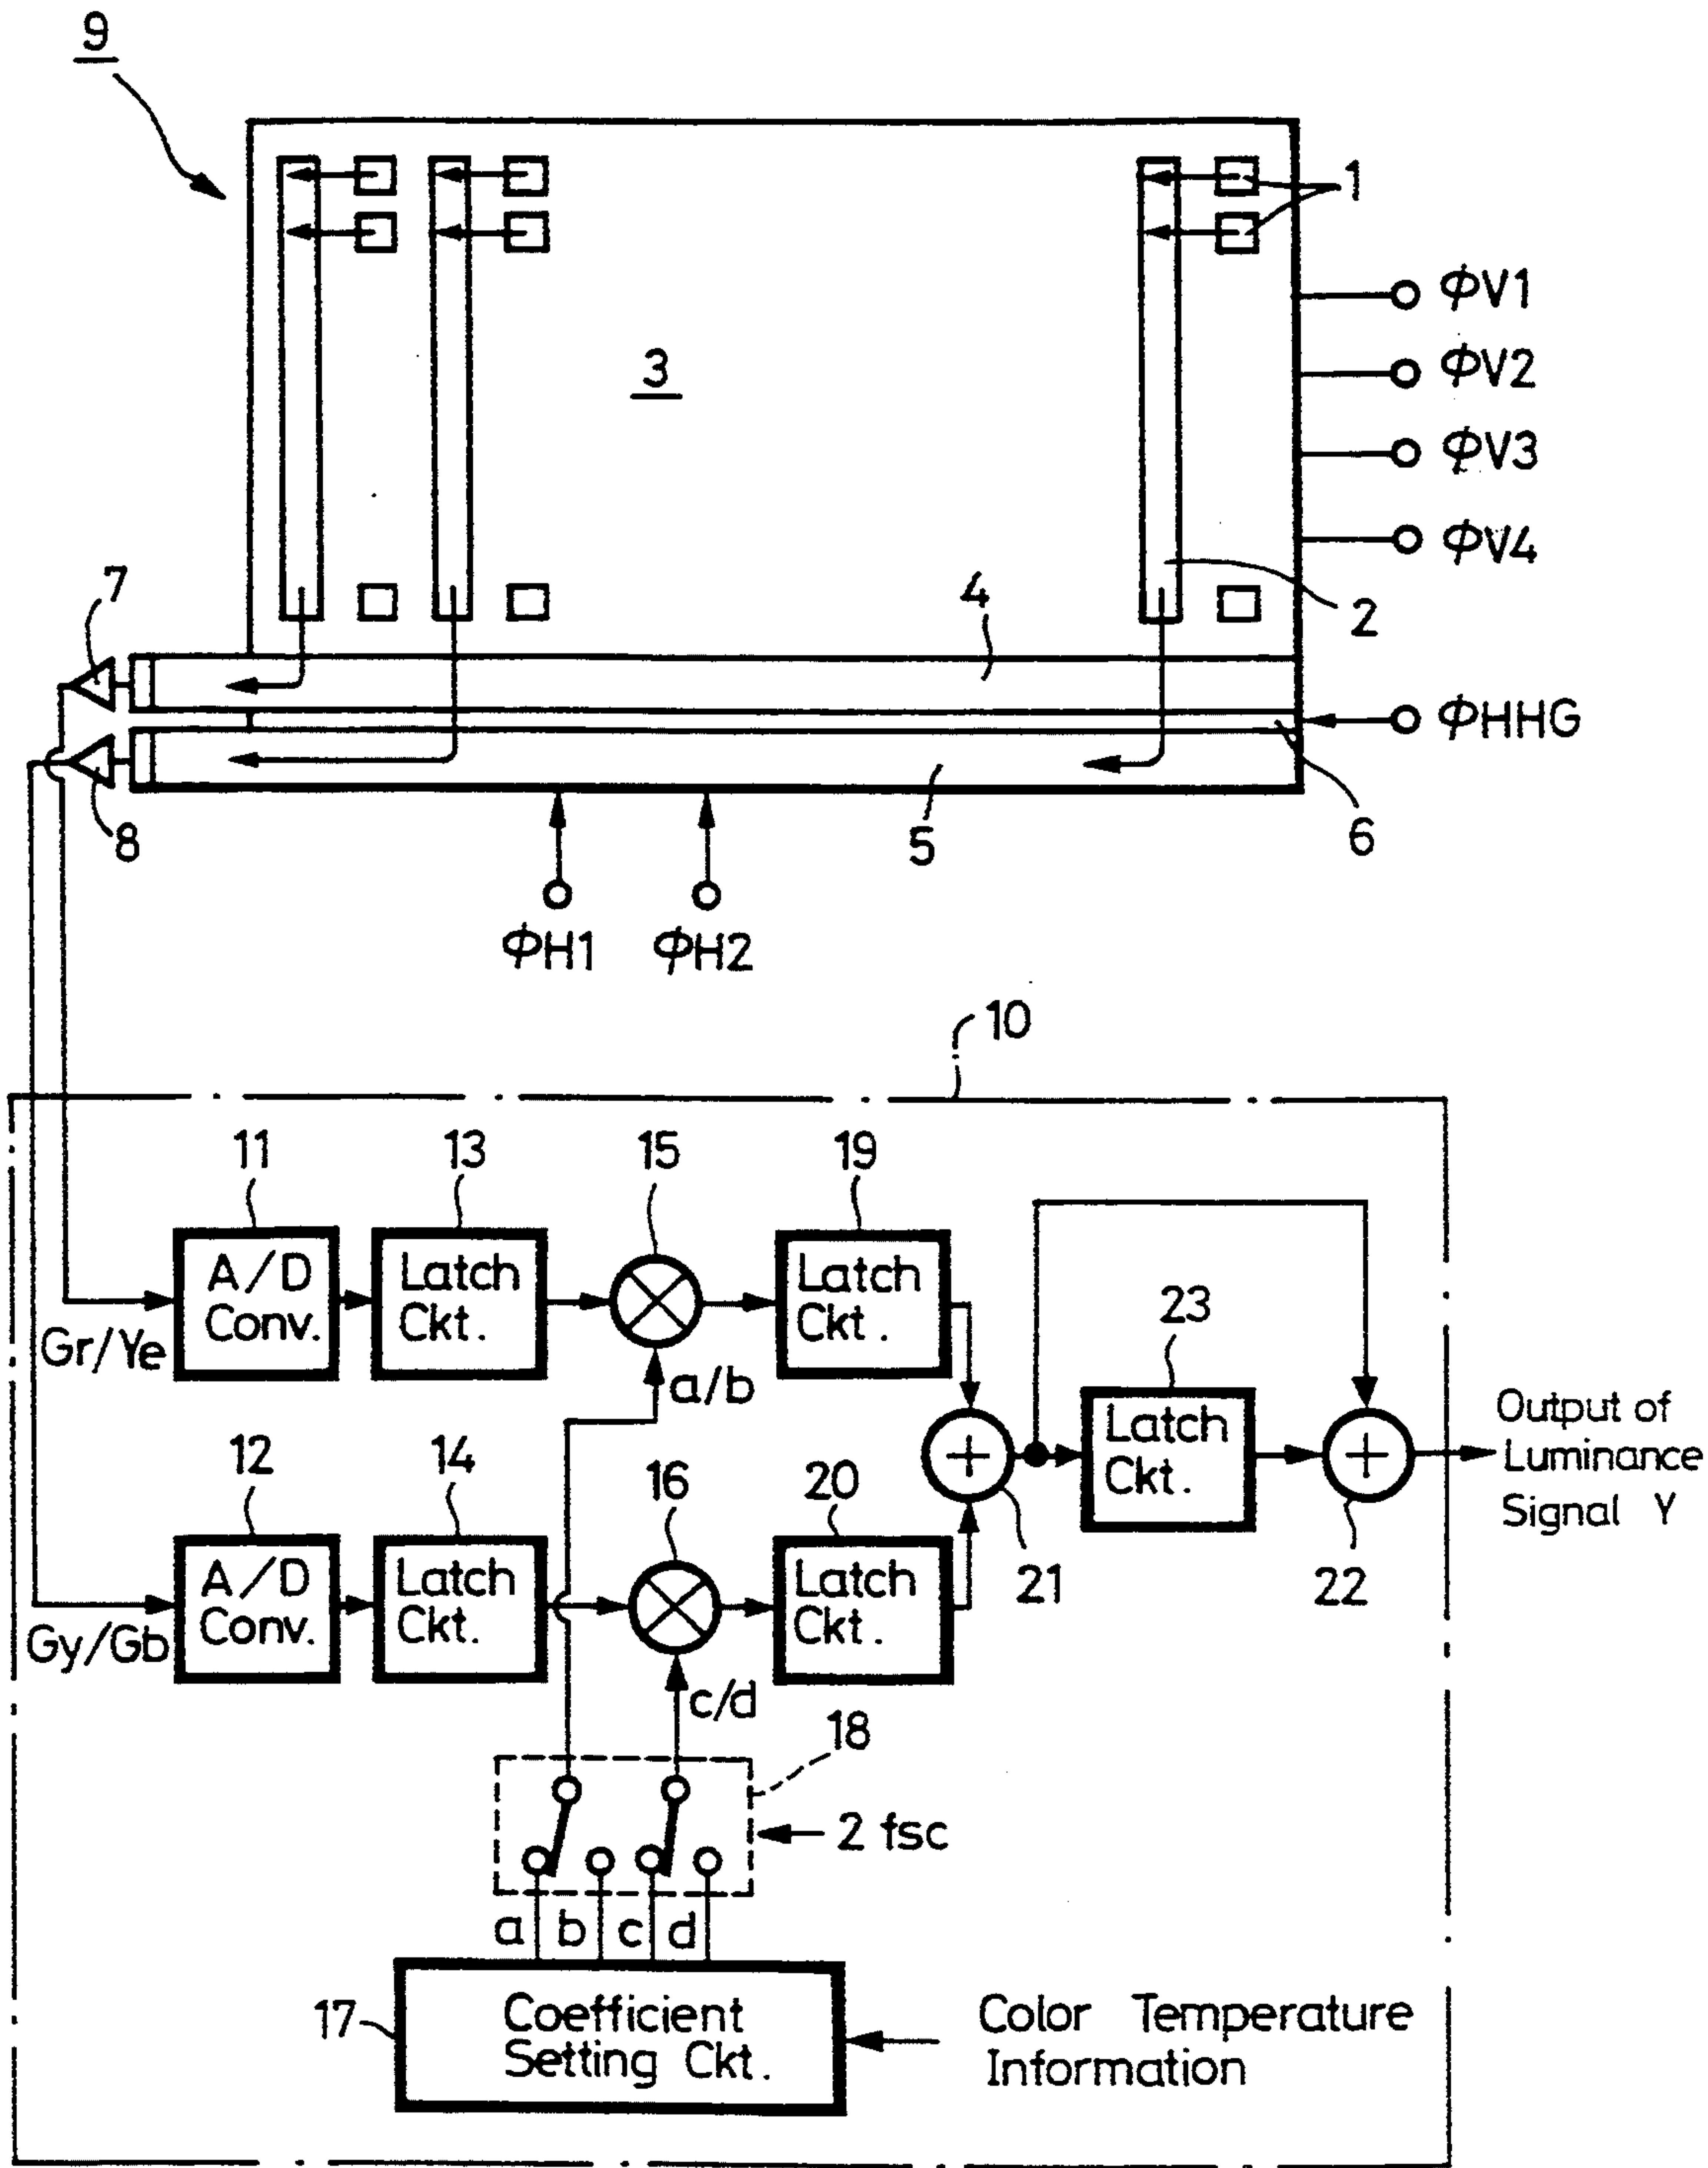 9
1
ΦV1
3
ΦV2
ΦV3
ΦV4
7
4
2
ΦHHG
8
5
6
ΦH1 ΦH2
10
11 13 15 19
A/D Conv.
Latch Ckt.
Latch Ckt.
23
Gr/Ye
a/b
Latch Ckt.
Output of
Luminance
Signal Y
12 14 16 20
21
22
A/D Conv.
Latch Ckt.
Latch Ckt.
Gy/Gb
c/d
18
2 fsc
a b c d
17
Coefficient
Setting Ckt.
Color Temperature
Information